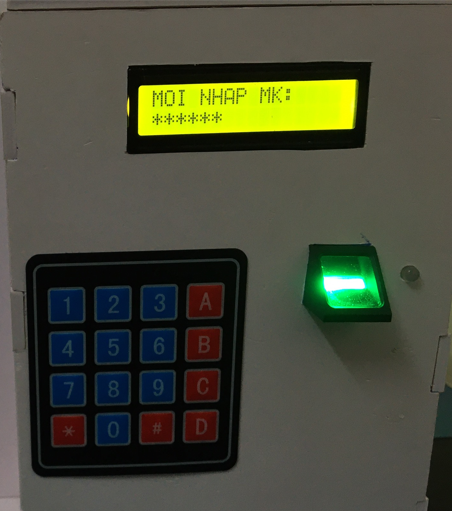 MOI NHAP MK:
******
1 2 3 A
4 5 6 B
7 8 9 C
* 0 # D